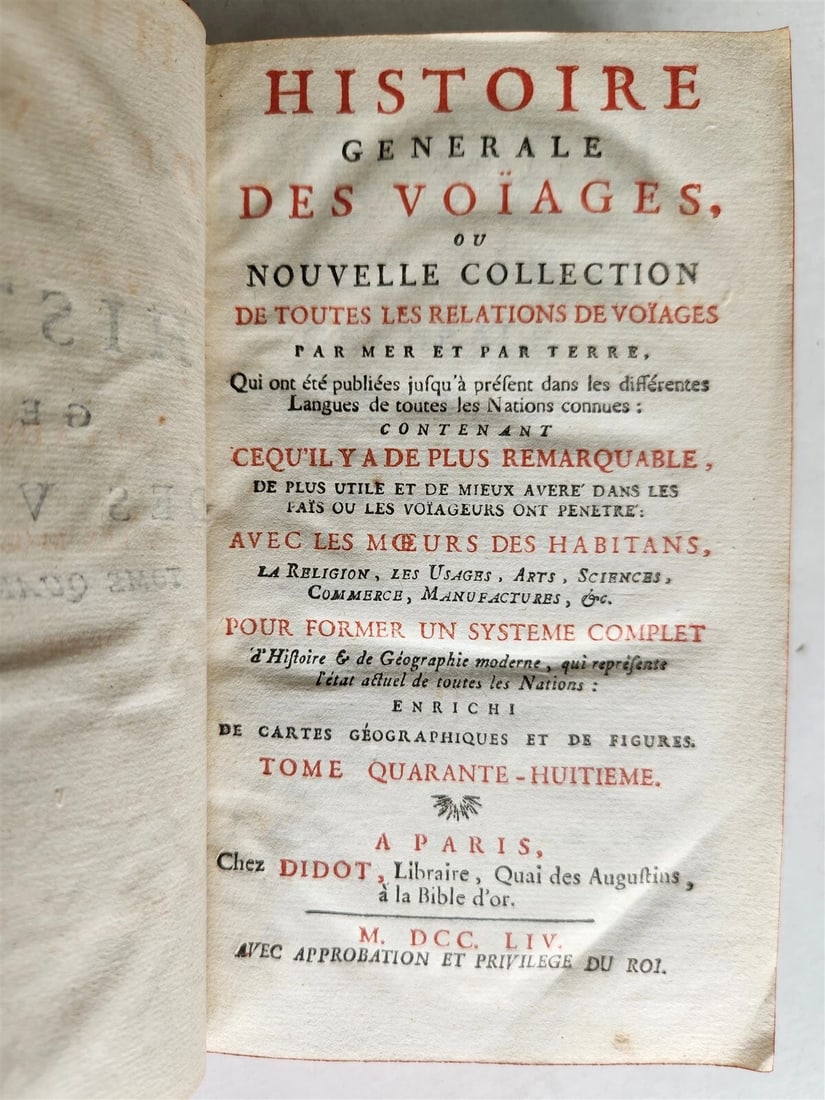 HISTOIRE
GENERALE
DES VOÏAGES,
OU
NOUVELLE COLLECTION
DE TOUTES LES RELATIONS DE VOÏAGES
PAR MER ET PAR TERRE,
Qui ont été publiées juſqu'à préſent dans les différentes
Langues de toutes les Nations connues :
CONTENANT
CEQU'IL Y A DE PLUS REMARQUABLE,
DE PLUS UTILE ET DE MIEUX AVERE' DANS LES
PAÏS OU LES VOÏAGEURS ONT PENETRE':
AVEC LES MŒURS DES HABITANS,
LA RELIGION, LES USAGES, ARTS, SCIENCES,
COMMERCE, MANUFACTURES, &c.
POUR FORMER UN SYSTEME COMPLET
d'Hiſtoire & de Géographie moderne, qui repréſente
l'état actuel de toutes les Nations :
ENRICHI
DE CARTES GÉOGRAPHIQUES ET DE FIGURES.
TOME QUARANTE-HUITIEME.
A PARIS,
Chez DIDOT, Libraire, Quai des Auguſtins,
à la Bible d'or.
M. DCC. LIV.
AVEC APPROBATION ET PRIVILEGE DU ROI.